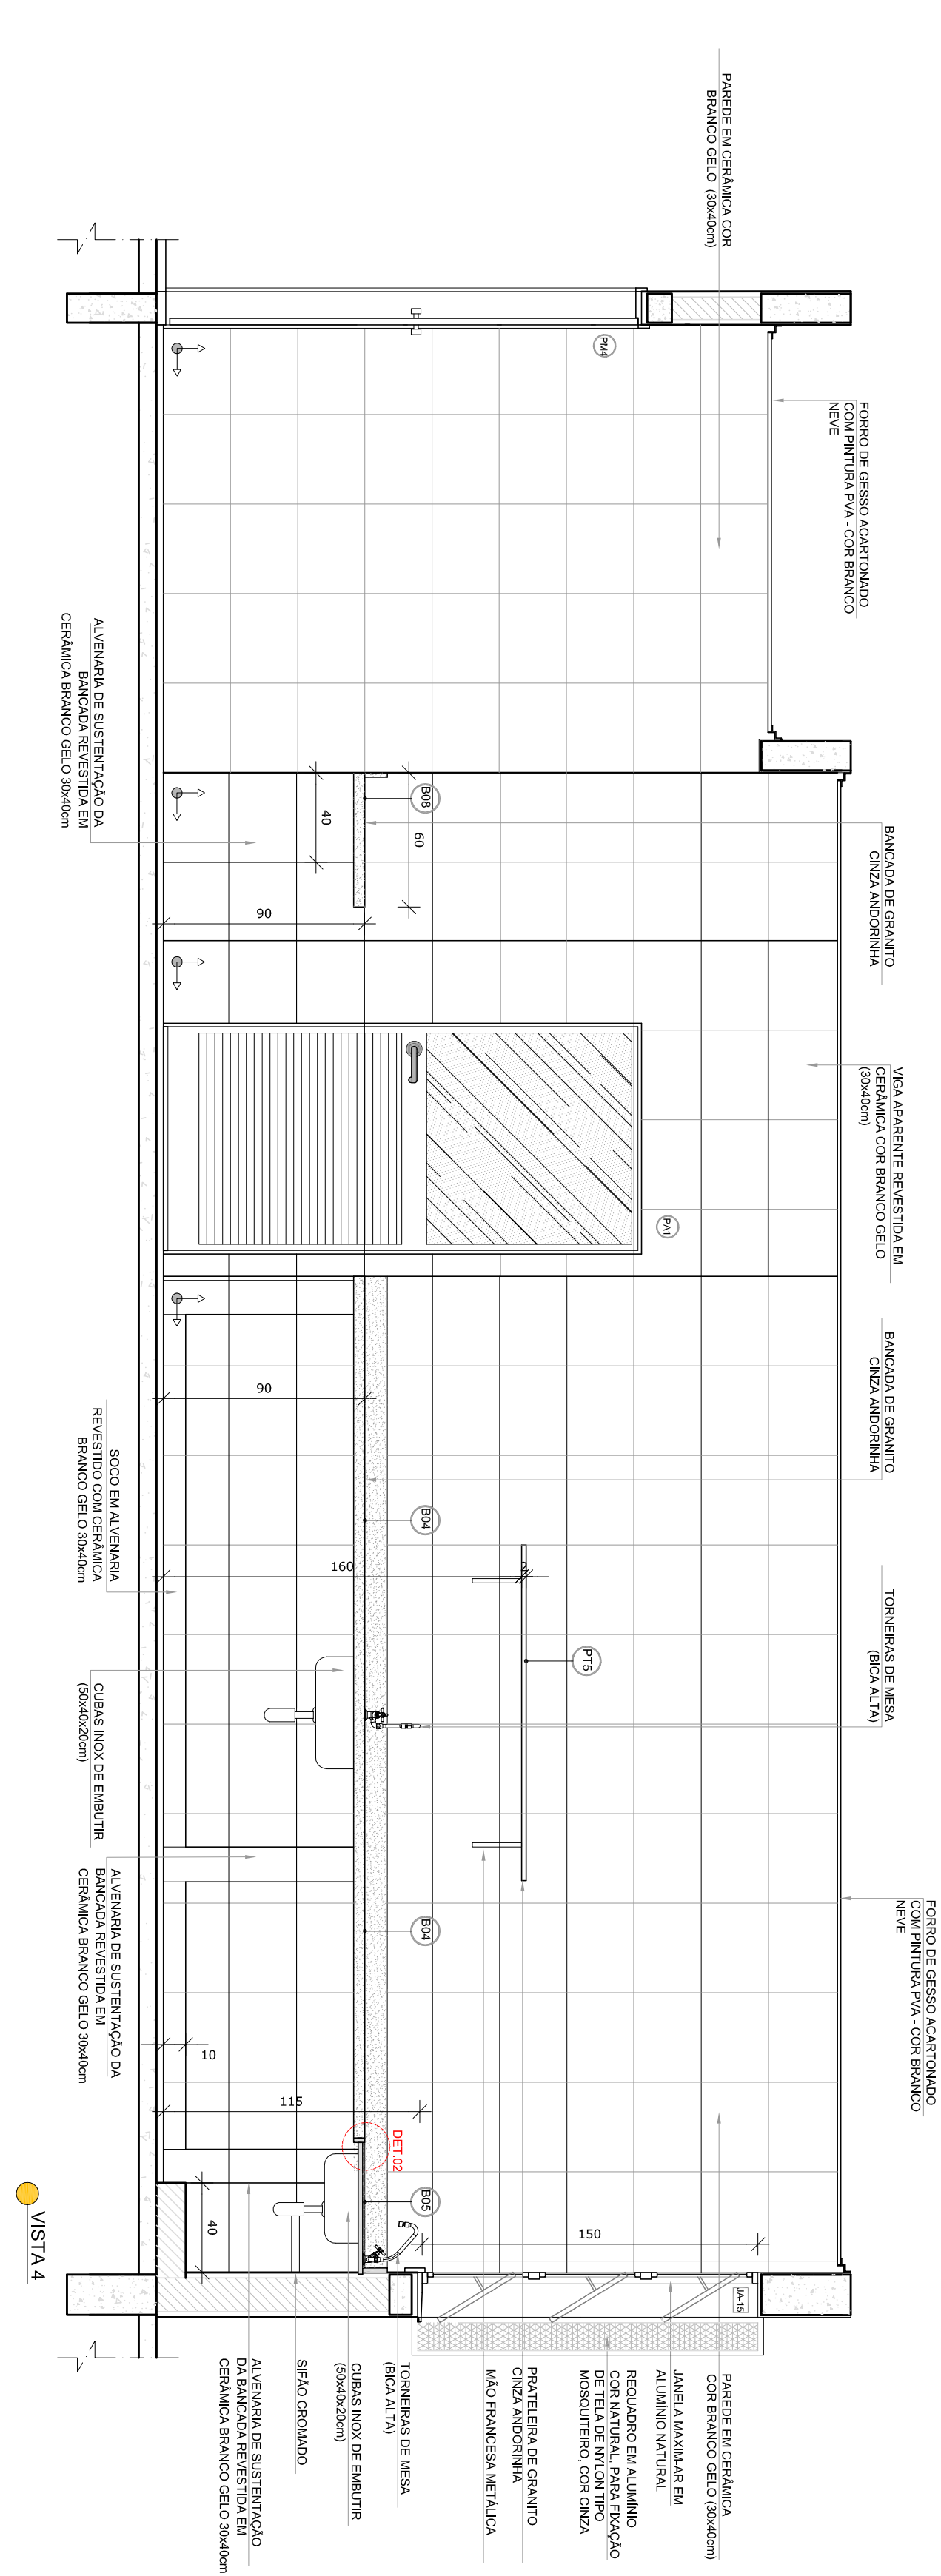 PAREDE EM CERÂMICA COR
BRANCO GELO (30x40cm)
FORRO DE GESSO ACARTONADO
COM PINTURA PVA - COR BRANCO
NEVE
BANCADA DE GRANITO
CINZA ANDORINHA
VIGA APARENTE REVESTIDA EM
CERÂMICA COR BRANCO GELO
(30x40cm)
BANCADA DE GRANITO
CINZA ANDORINHA
TORNEIRAS DE MESA
(BICA ALTA)
FORRO DE GESSO ACARTONADO
COM PINTURA PVA - COR BRANCO
NEVE
PM4
B08
60
40
90
PA1
90
B04
160
2
PT5
B04
10
115
DET.02
B05
40
150
JA-15
PAREDE EM CERÂMICA
COR BRANCO GELO (30x40cm)
JANELA MAXIM-AR EM
ALUMÍNIO NATURAL
REQUADRO EM ALUMÍNIO
COR NATURAL, PARA FIXAÇÃO
DE TELA DE NYLON TIPO
MOSQUITEIRO, COR CINZA
PRATELEIRA DE GRANITO
CINZA ANDORINHA
MÃO FRANCESA METÁLICA
TORNEIRAS DE MESA
(BICA ALTA)
CUBAS INOX DE EMBUTIR
(50x40x20cm)
SIFÃO CROMADO
ALVENARIA DE SUSTENTAÇÃO
DA BANCADA REVESTIDA EM
CERÂMICA BRANCO GELO 30x40cm
ALVENARIA DE SUSTENTAÇÃO DA
BANCADA REVESTIDA EM
CERÂMICA BRANCO GELO 30x40cm
SOCO EM ALVENARIA
REVESTIDO COM CERÂMICA
BRANCO GELO 30x40cm
CUBAS INOX DE EMBUTIR
(50x40x20cm)
ALVENARIA DE SUSTENTAÇÃO DA
BANCADA REVESTIDA EM
CERÂMICA BRANCO GELO 30x40cm
VISTA 4